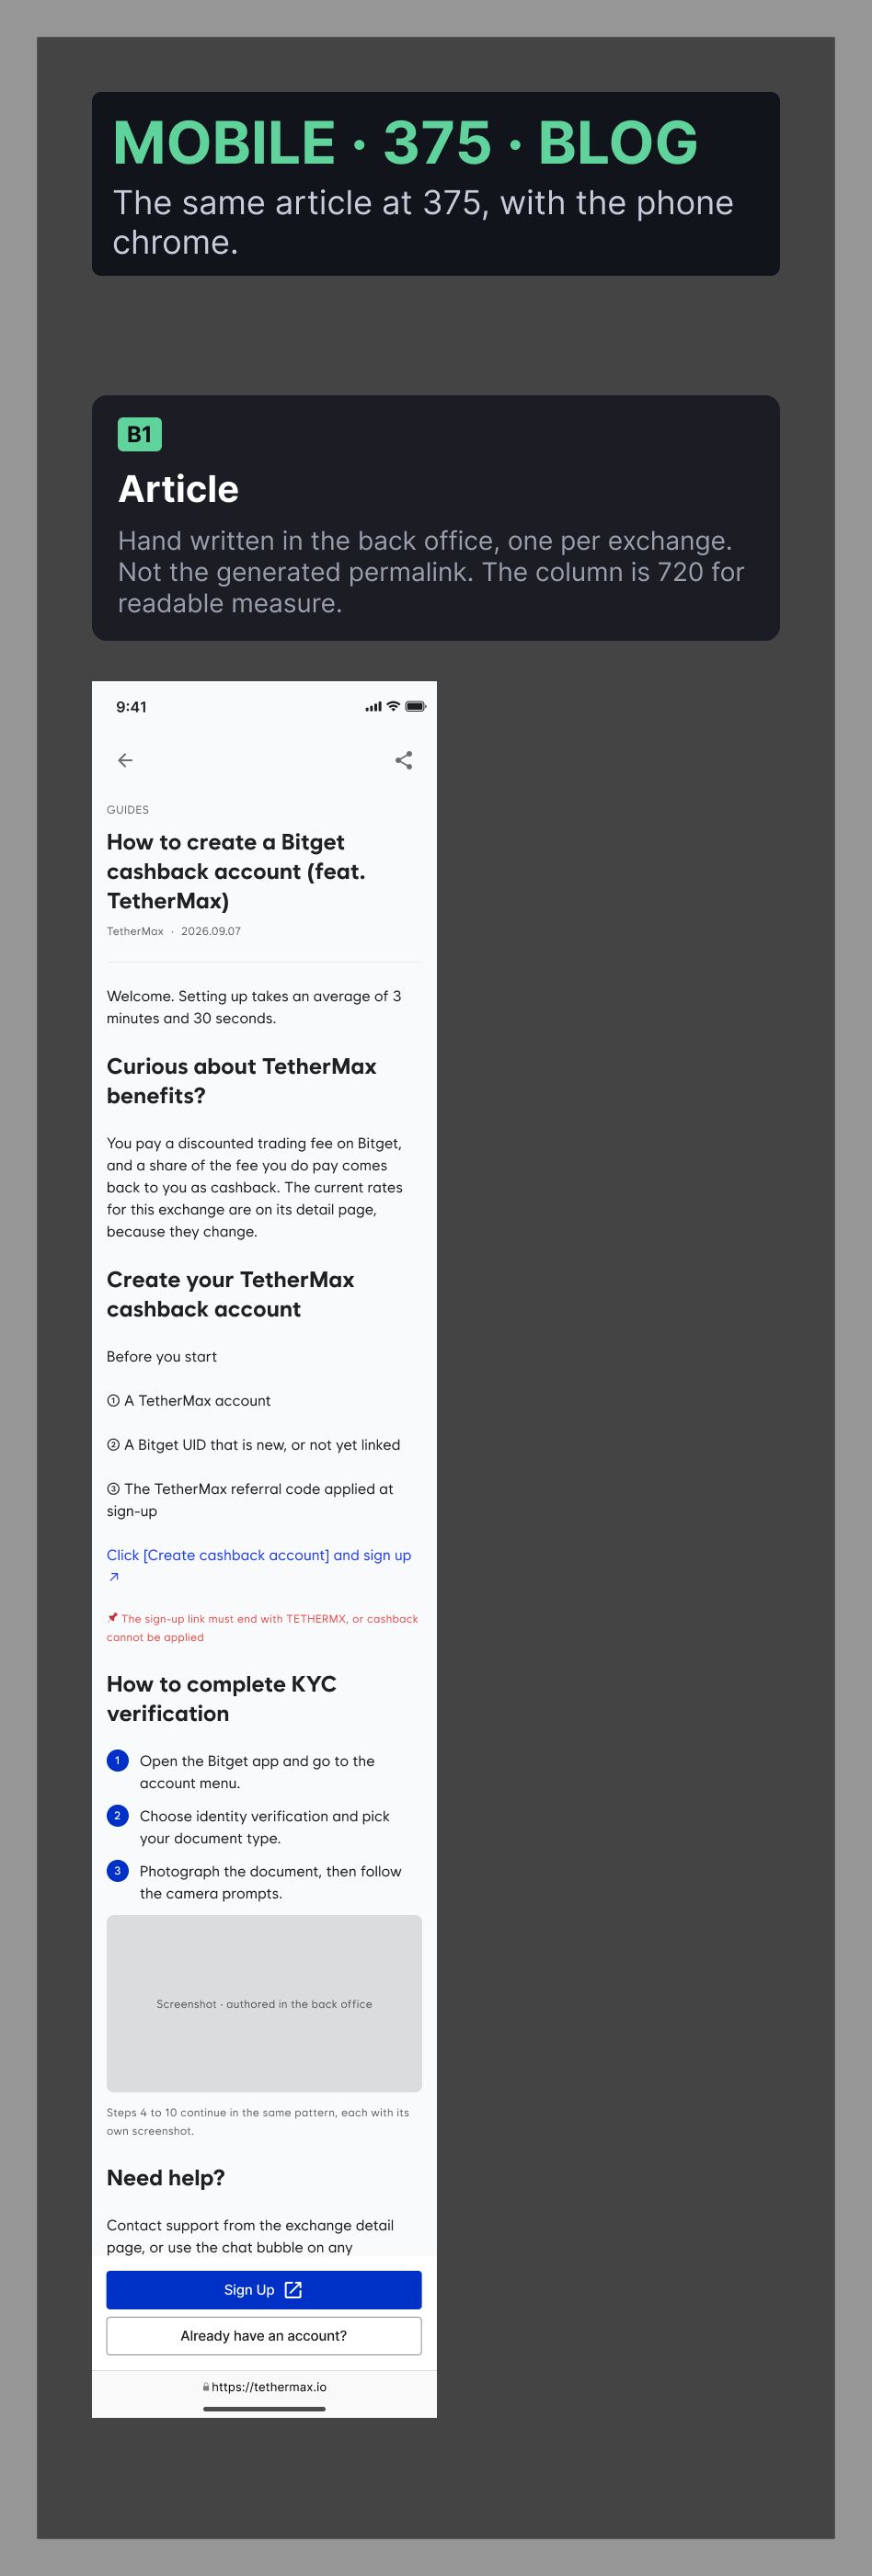 MOBILE · 375 · BLOG
The same article at 375, with the phone
chrome.
B1
Article
Hand written in the back office, one per exchange.
Not the generated permalink. The column is 720 for
readable measure.
9:41
GUIDES
How to create a Bitget
cashback account (feat.
TetherMax)
TetherMax · 2026.09.07
Welcome. Setting up takes an average of 3
minutes and 30 seconds.
Curious about TetherMax
benefits?
You pay a discounted trading fee on Bitget,
and a share of the fee you do pay comes
back to you as cashback. The current rates
for this exchange are on its detail page,
because they change.
Create your TetherMax
cashback account
Before you start
① A TetherMax account
② A Bitget UID that is new, or not yet linked
③ The TetherMax referral code applied at
sign-up
Click [Create cashback account] and sign up
↗
📌 The sign-up link must end with TETHERMX, or cashback
cannot be applied
How to complete KYC
verification
1 Open the Bitget app and go to the
account menu.
2 Choose identity verification and pick
your document type.
3 Photograph the document, then follow
the camera prompts.
Screenshot · authored in the back office
Steps 4 to 10 continue in the same pattern, each with its
own screenshot.
Need help?
Contact support from the exchange detail
page, or use the chat bubble on any
Sign Up
Already have an account?
https://tethermax.io